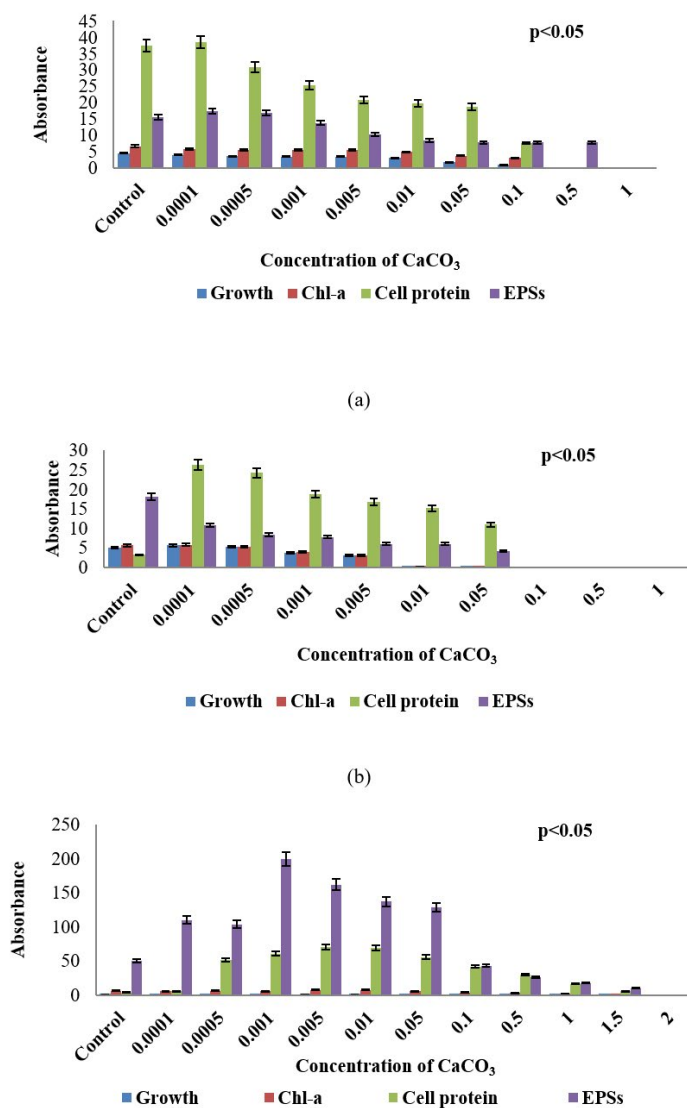 45
40
35
30
25
20
15
10
5
0
Absorbance
p<0.05
Control 0.0001 0.0005 0.001 0.005 0.01 0.05 0.1 0.5 1
Concentration of CaCO₃
Growth Chl-a Cell protein EPSs
(a)
30
25
20
15
10
5
0
Absorbance
p<0.05
Control 0.0001 0.0005 0.001 0.005 0.01 0.05 0.1 0.5 1
Concentration of CaCO₃
Growth Chl-a Cell protein EPSs
(b)
250
200
150
100
50
0
Absorbance
p<0.05
Control 0.0001 0.0005 0.001 0.005 0.01 0.05 0.1 0.5 1 1.5 2
Concentration of CaCO₃
Growth Chl-a Cell protein EPSs